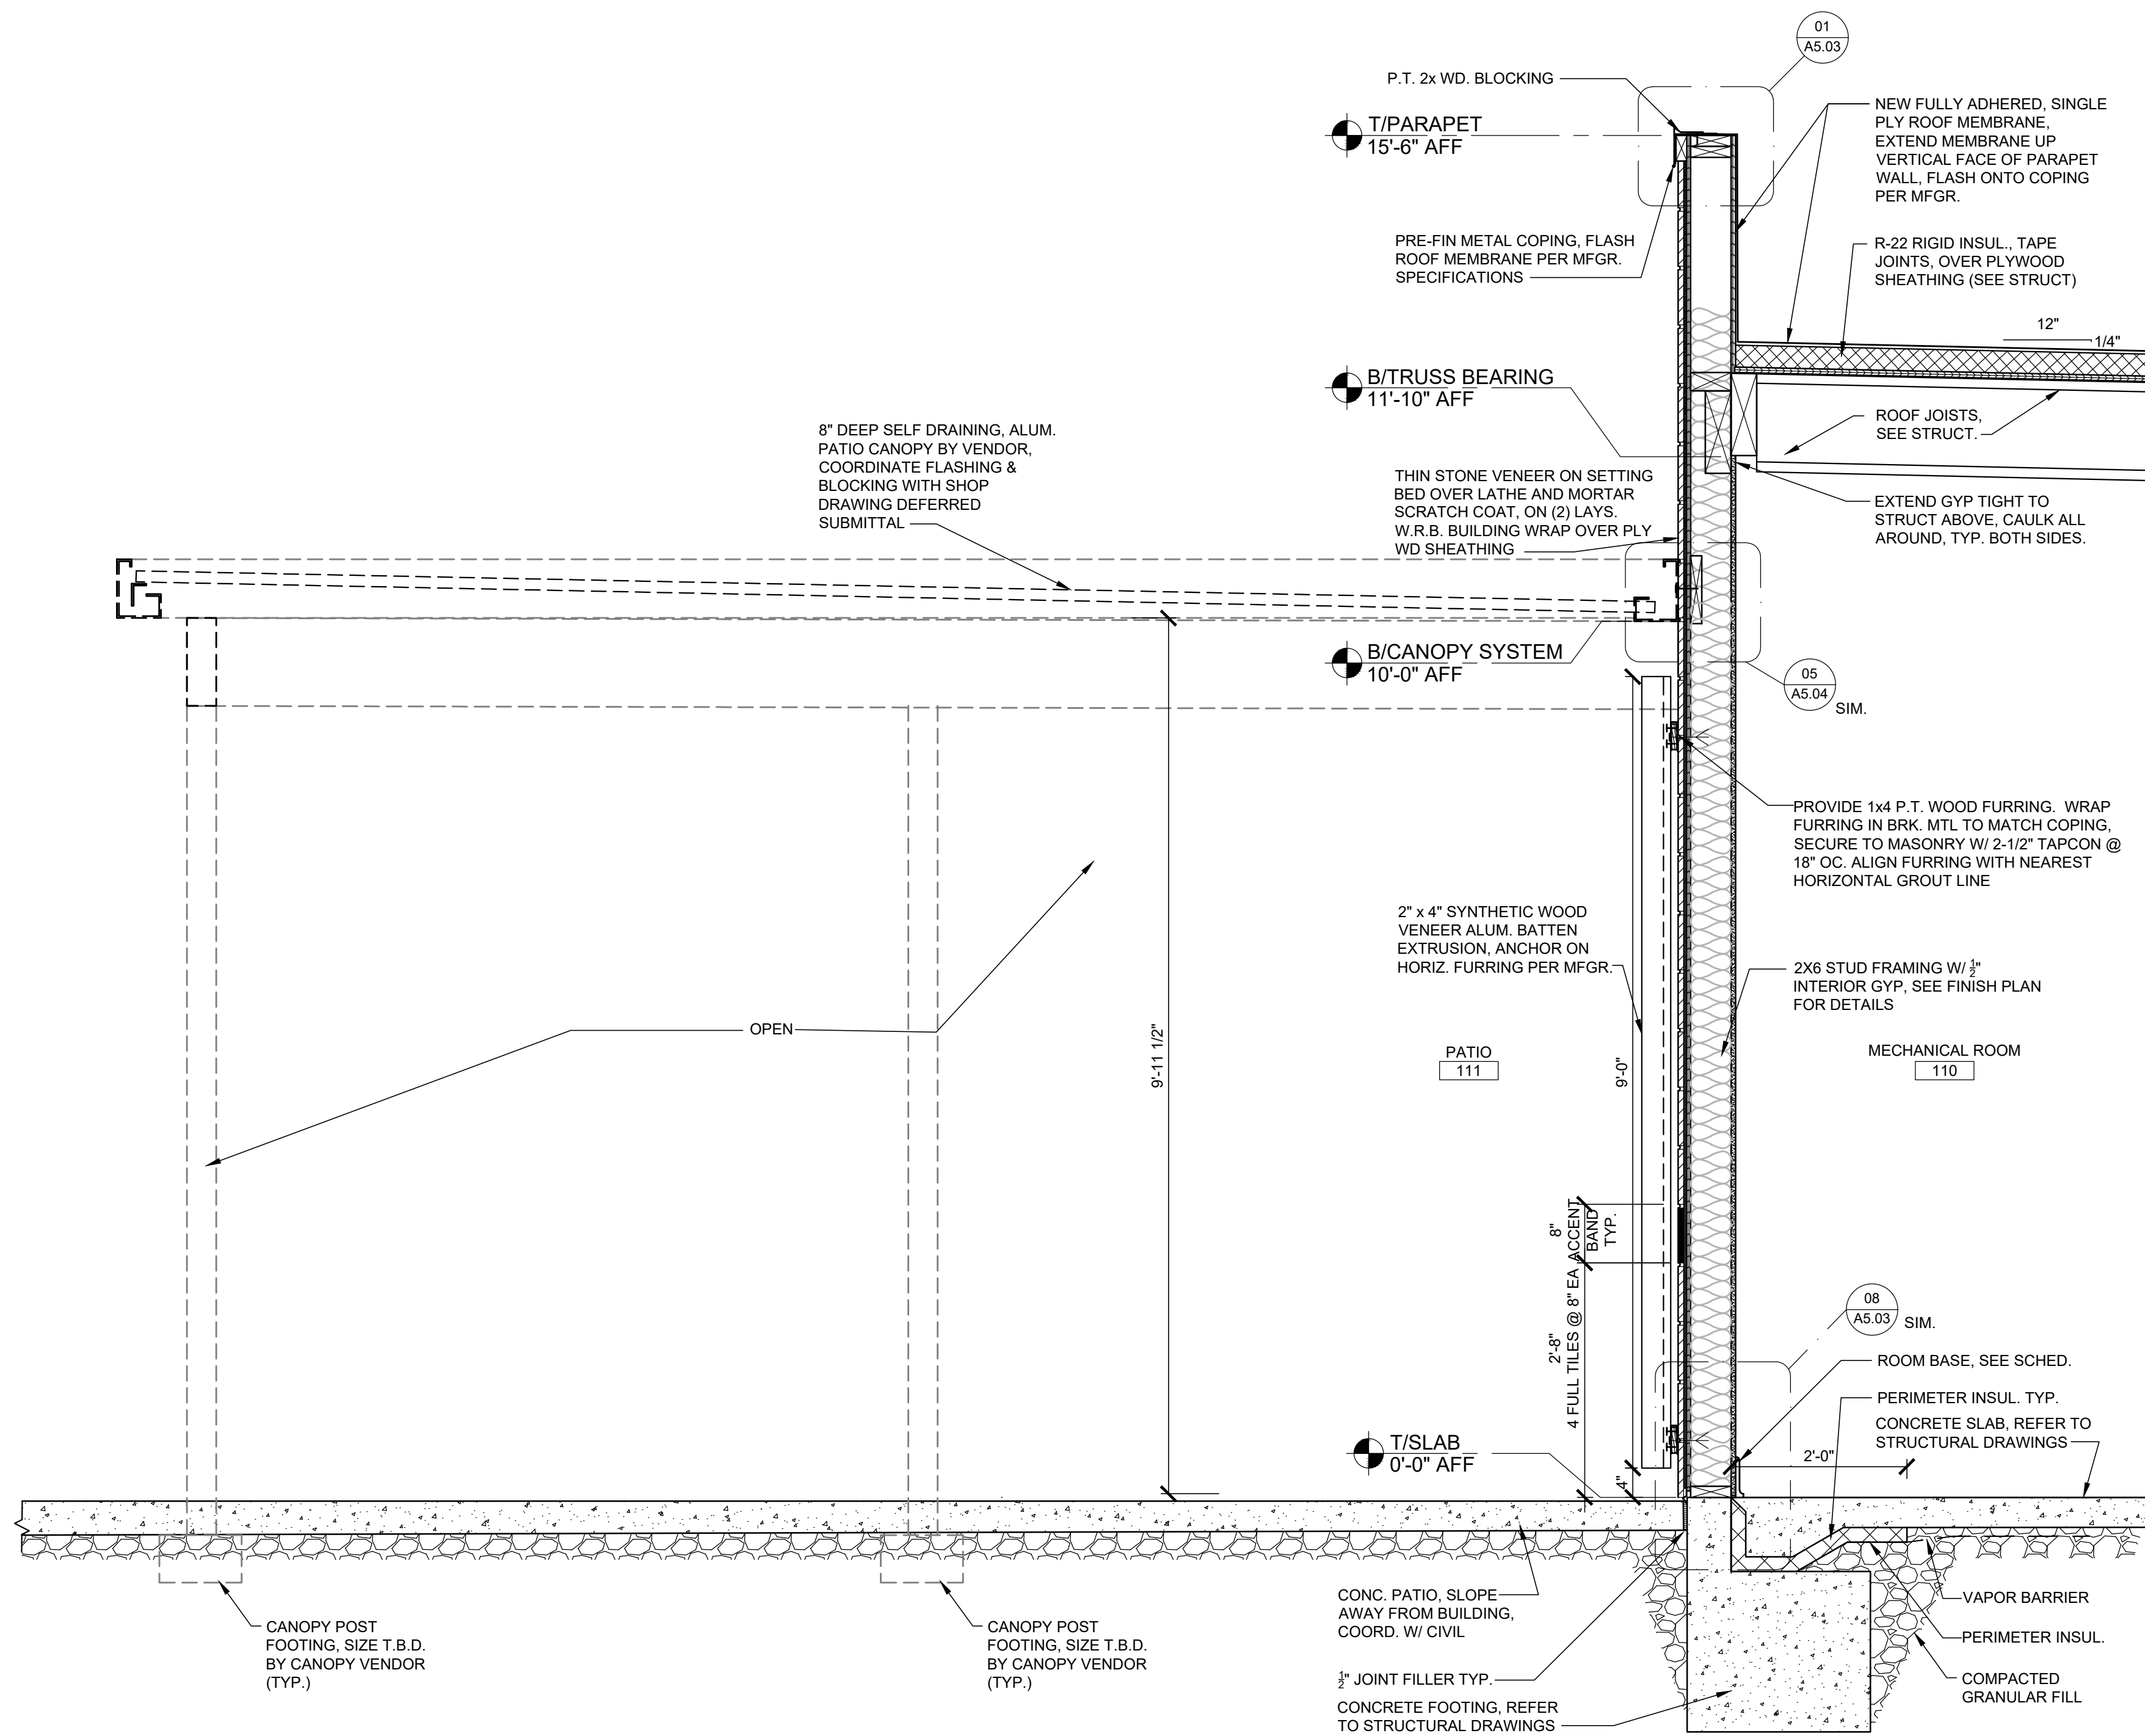 01
A5.03
P.T. 2x WD. BLOCKING
T/PARAPET
15'-6" AFF
NEW FULLY ADHERED, SINGLE
PLY ROOF MEMBRANE,
EXTEND MEMBRANE UP
VERTICAL FACE OF PARAPET
WALL, FLASH ONTO COPING
PER MFGR.
PRE-FIN METAL COPING, FLASH
ROOF MEMBRANE PER MFGR.
SPECIFICATIONS
R-22 RIGID INSUL., TAPE
JOINTS, OVER PLYWOOD
SHEATHING (SEE STRUCT)
12"
1/4"
B/TRUSS BEARING
11'-10" AFF
ROOF JOISTS,
SEE STRUCT.
8" DEEP SELF DRAINING, ALUM.
PATIO CANOPY BY VENDOR,
COORDINATE FLASHING &
BLOCKING WITH SHOP
DRAWING DEFERRED
SUBMITTAL
THIN STONE VENEER ON SETTING
BED OVER LATHE AND MORTAR
SCRATCH COAT, ON (2) LAYS.
W.R.B. BUILDING WRAP OVER PLY
WD SHEATHING
EXTEND GYP TIGHT TO
STRUCT ABOVE, CAULK ALL
AROUND, TYP. BOTH SIDES.
B/CANOPY SYSTEM
10'-0" AFF
05
A5.04
SIM.
PROVIDE 1x4 P.T. WOOD FURRING. WRAP
FURRING IN BRK. MTL TO MATCH COPING,
SECURE TO MASONRY W/ 2-1/2" TAPCON @
18" OC. ALIGN FURRING WITH NEAREST
HORIZONTAL GROUT LINE
2" x 4" SYNTHETIC WOOD
VENEER ALUM. BATTEN
EXTRUSION, ANCHOR ON
HORIZ. FURRING PER MFGR.
2X6 STUD FRAMING W/ 1/2"
INTERIOR GYP, SEE FINISH PLAN
FOR DETAILS
OPEN
9'-11 1/2"
PATIO
111
9'-0"
MECHANICAL ROOM
110
8"
ACCENT
BAND
TYP.
2'-8"
4 FULL TILES @ 8" EA
4"
08
A5.03
SIM.
ROOM BASE, SEE SCHED.
PERIMETER INSUL. TYP.
CONCRETE SLAB, REFER TO
STRUCTURAL DRAWINGS
2'-0"
T/SLAB
0'-0" AFF
CANOPY POST
FOOTING, SIZE T.B.D.
BY CANOPY VENDOR
(TYP.)
CANOPY POST
FOOTING, SIZE T.B.D.
BY CANOPY VENDOR
(TYP.)
CONC. PATIO, SLOPE
AWAY FROM BUILDING,
COORD. W/ CIVIL
1/2" JOINT FILLER TYP.
CONCRETE FOOTING, REFER
TO STRUCTURAL DRAWINGS
VAPOR BARRIER
PERIMETER INSUL.
COMPACTED
GRANULAR FILL